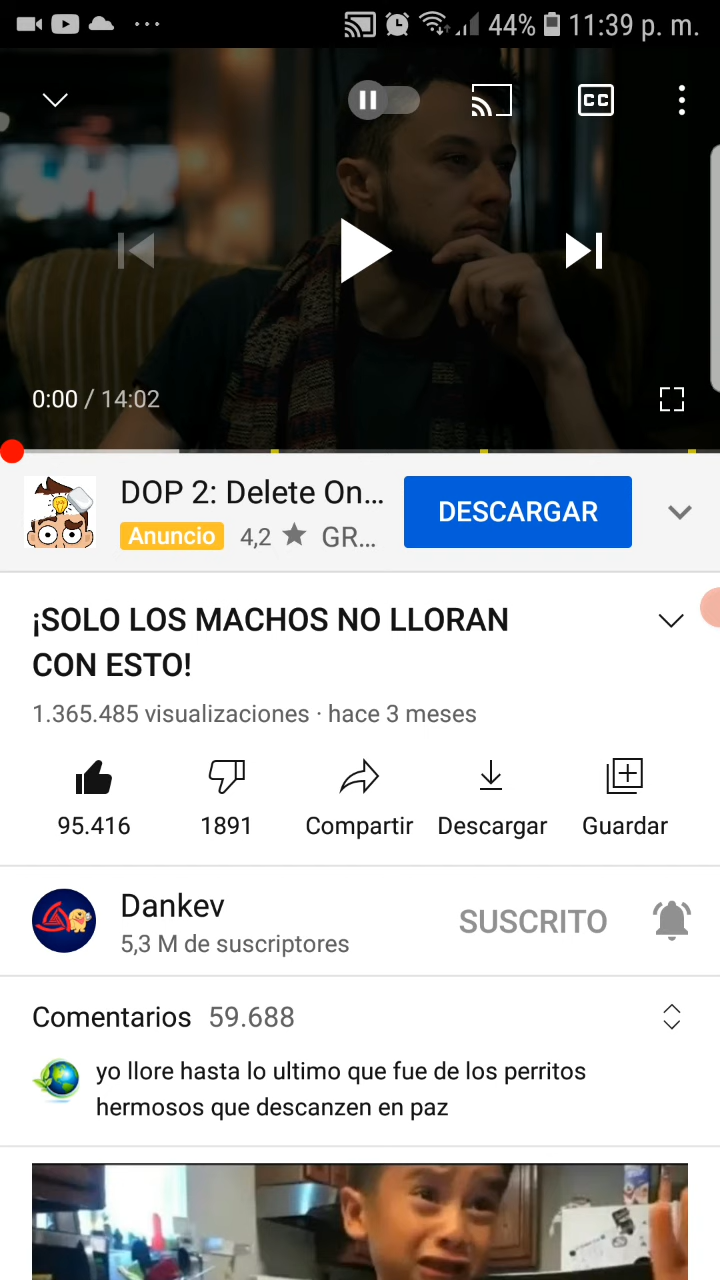 44% 11:39 p. m.
CC
0:00 / 14:02
DOP 2: Delete On...
DESCARGAR
Anuncio 4,2 ★ GR...
¡SOLO LOS MACHOS NO LLORAN
CON ESTO!
1.365.485 visualizaciones · hace 3 meses
95.416 1891 Compartir Descargar Guardar
Dankev
SUSCRITO
5,3 M de suscriptores
Comentarios 59.688
yo llore hasta lo ultimo que fue de los perritos
hermosos que descanzen en paz